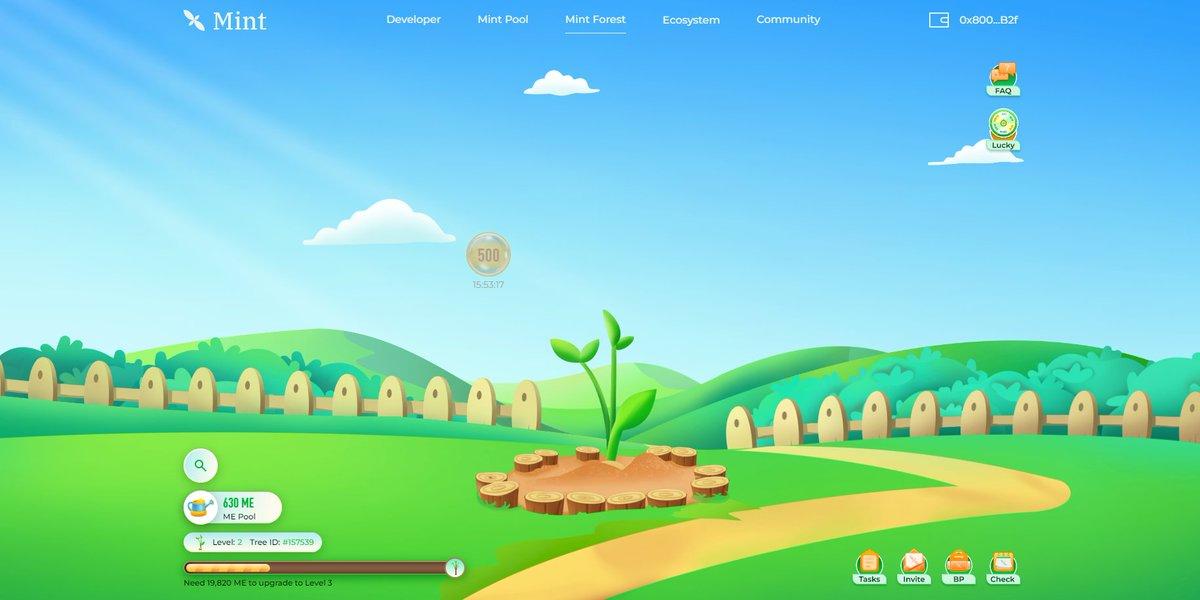 Mint
Developer
Mint Pool
Mint Forest
Ecosystem
Community
0x800...B2f
FAQ
Lucky
500
15:53:17
630 ME
ME Pool
Level: 2 Tree ID: #157539
Need 19,820 ME to upgrade to Level 3
Tasks
Invite
BP
Check